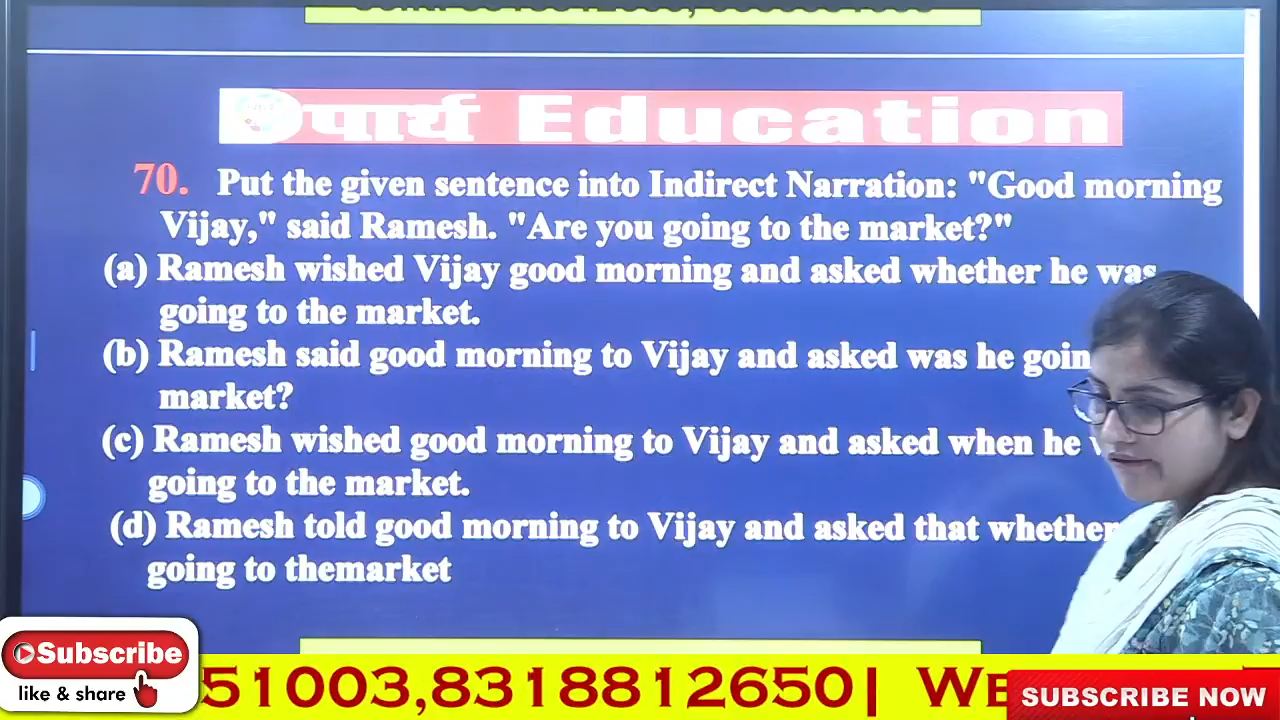 पार्थ Education
70. Put the given sentence into Indirect Narration: "Good morning
Vijay," said Ramesh. "Are you going to the market?"
(a) Ramesh wished Vijay good morning and asked whether he was
going to the market.
(b) Ramesh said good morning to Vijay and asked was he goin
market?
(c) Ramesh wished good morning to Vijay and asked when he
going to the market.
(d) Ramesh told good morning to Vijay and asked that whether
going to themarket
Subscribe
like & share
51003,8318812650| WE
SUBSCRIBE NOW